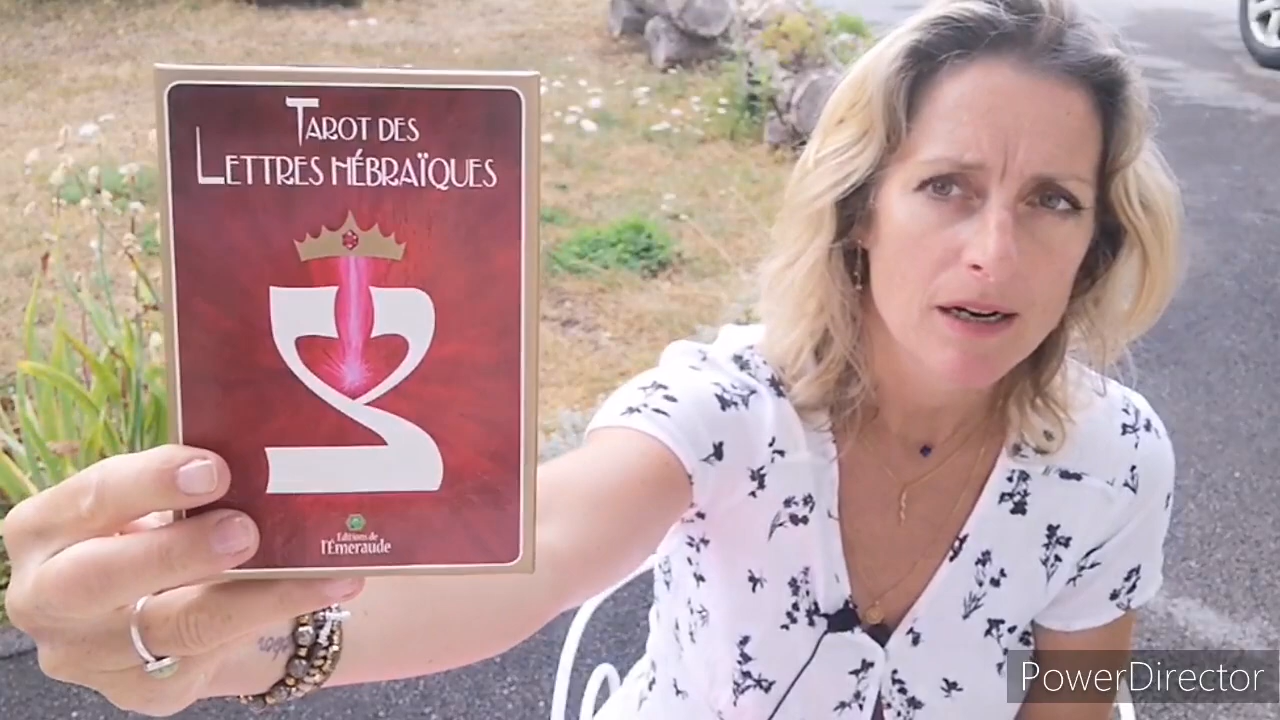 TAROT DES
LETTRES HÉBRAÏQUES
צ
Editions de
l'Émeraude
PowerDirector